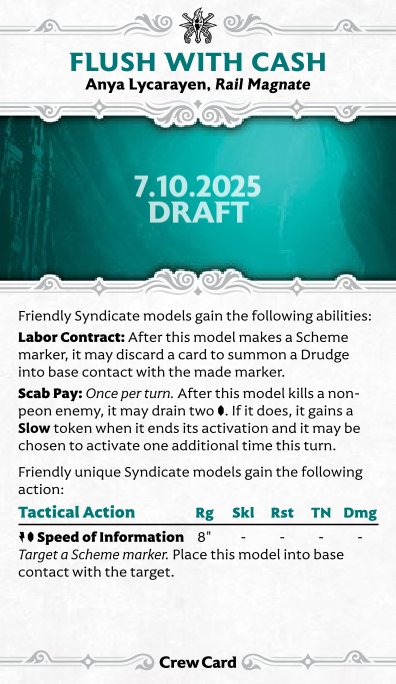 FLUSH WITH CASH
Anya Lycarayen, Rail Magnate
7.10.2025
DRAFT
Friendly Syndicate models gain the following abilities:
Labor Contract: After this model makes a Scheme
marker, it may discard a card to summon a Drudge
into base contact with the made marker.
Scab Pay: Once per turn. After this model kills a non-
peon enemy, it may drain two . If it does, it gains a
Slow token when it ends its activation and it may be
chosen to activate one additional time this turn.
Friendly unique Syndicate models gain the following
action:
Tactical Action Rg Skl Rst TN Dmg
Speed of Information 8" - - - -
Target a Scheme marker. Place this model into base
contact with the target.
Crew Card